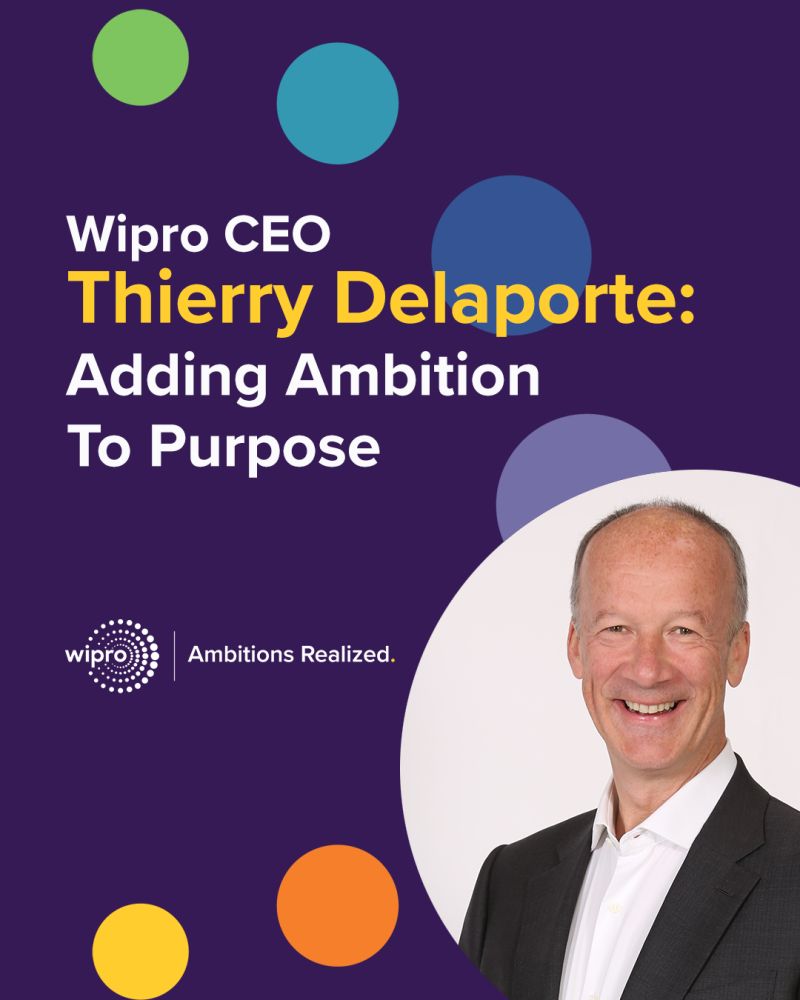 Wipro CEO
Thierry Delaporte:
Adding Ambition
To Purpose
wipro
Ambitions Realized.